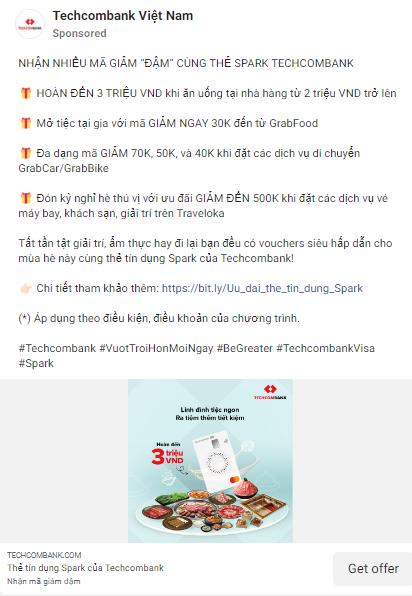 TECHCOMBANK
Techcombank Việt Nam
Sponsored
NHẬN NHIỀU MÃ GIẢM "ĐẬM" CÙNG THẺ SPARK TECHCOMBANK
🎁 HOÀN ĐẾN 3 TRIỆU VND khi ăn uống tại nhà hàng từ 2 triệu VND trở lên
🎁 Mở tiệc tại gia với mã GIẢM NGAY 30K đến từ GrabFood
🎁 Đa dạng mã GIẢM 70K, 50K, và 40K khi đặt các dịch vụ di chuyển
GrabCar/GrabBike
🎁 Đón kỳ nghỉ hè thú vị với ưu đãi GIẢM ĐẾN 500K khi đặt các dịch vụ vé
máy bay, khách sạn, giải trí trên Traveloka
Tất tần tật giải trí, ẩm thực hay đi lại bạn đều có vouchers siêu hấp dẫn cho
mùa hè này cùng thẻ tín dụng Spark của Techcombank!
👉🏻 Chi tiết tham khảo thêm: https://bit.ly/Uu_dai_the_tin_dung_Spark
(*) Áp dụng theo điều kiện, điều khoản của chương trình.
#Techcombank #VuotTroiHonMoiNgay #BeGreater #TechcombankVisa
#Spark
TECHCOMBANK
Linh đình tiệc ngon
Ra tiệm thêm tiết kiệm
Hoàn đến
3 triệu
VND
TECHCOMBANK.COM
Thẻ tín dụng Spark của Techcombank
Nhận mã giảm đậm
Get offer